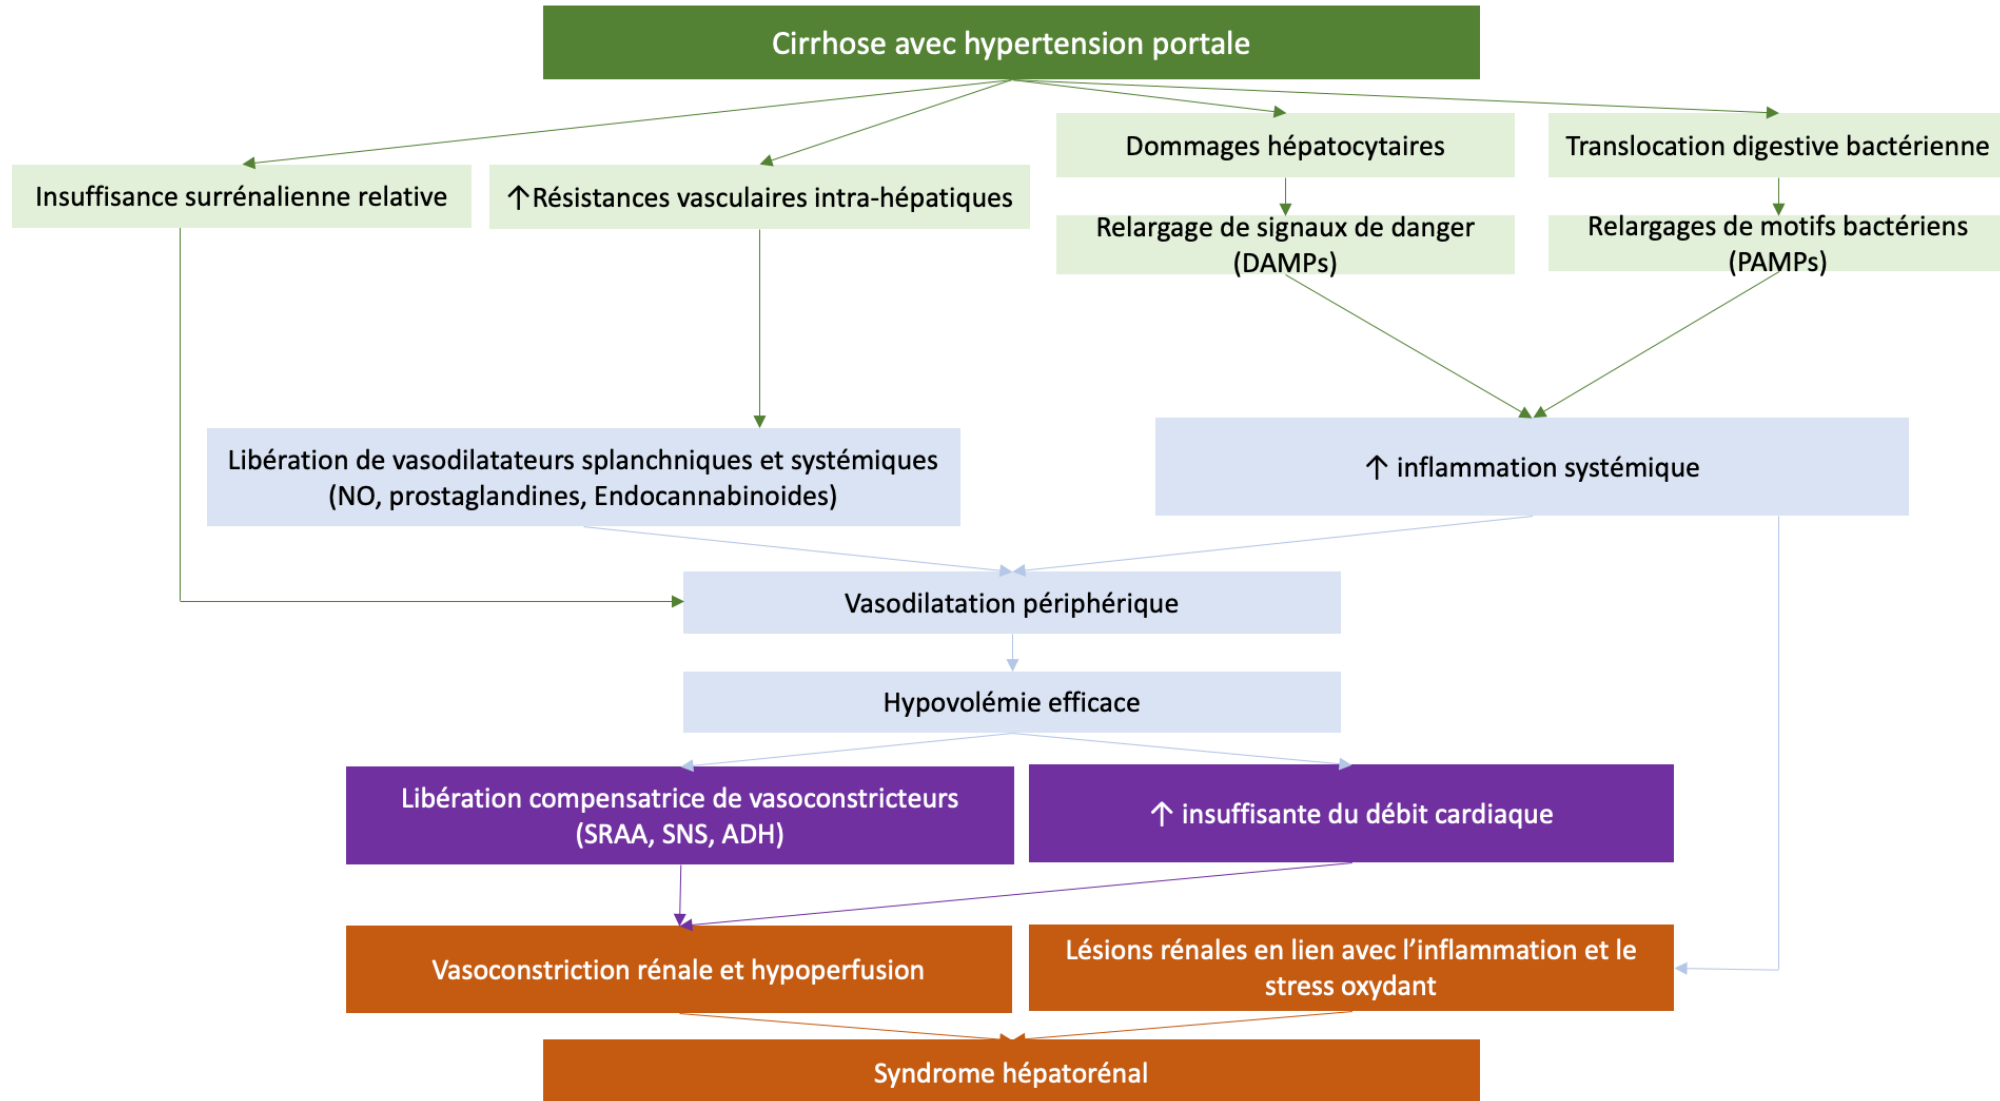 Cirrhose avec hypertension portale
Dommages hépatocytaires
Translocation digestive bactérienne
Insuffisance surrénalienne relative
↑Résistances vasculaires intra-hépatiques
Relargage de signaux de danger
(DAMPs)
Relargages de motifs bactériens
(PAMPs)
Libération de vasodilatateurs splanchniques et systémiques
(NO, prostaglandines, Endocannabinoides)
↑ inflammation systémique
Vasodilatation périphérique
Hypovolémie efficace
Libération compensatrice de vasoconstricteurs
(SRAA, SNS, ADH)
↑ insuffisante du débit cardiaque
Vasoconstriction rénale et hypoperfusion
Lésions rénales en lien avec l’inflammation et le
stress oxydant
Syndrome hépatorénal